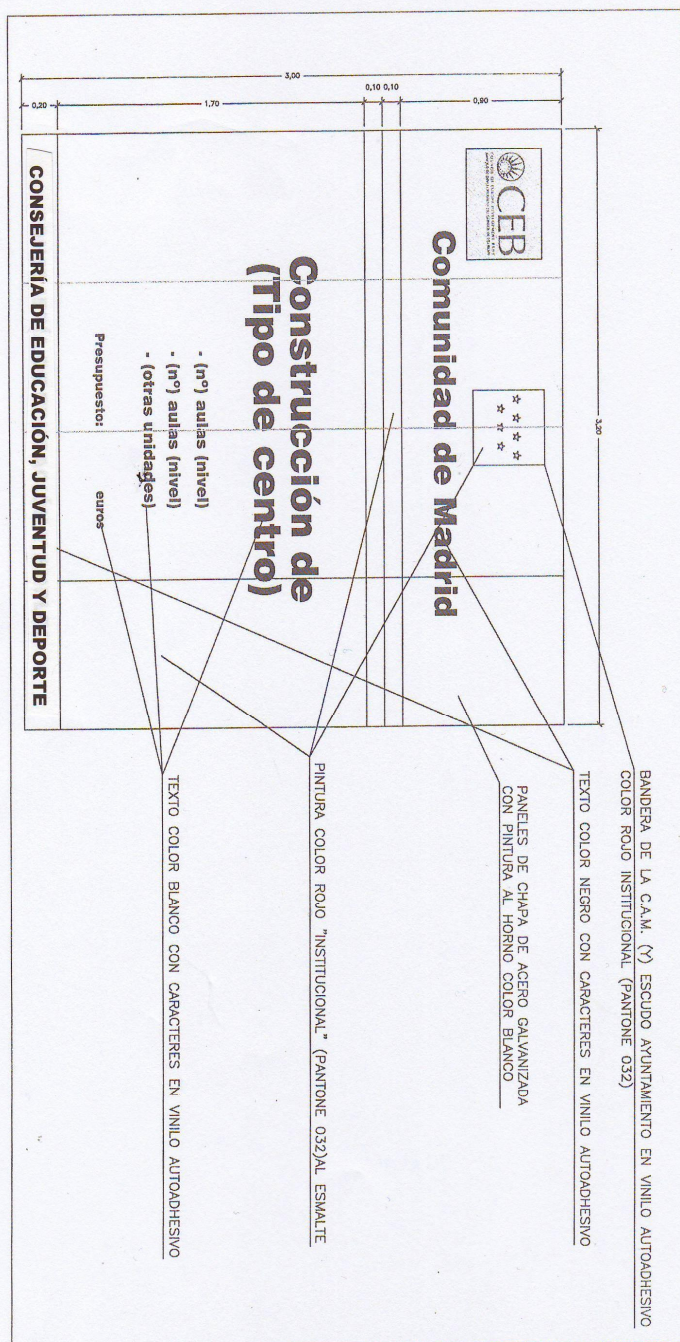 3,20
3,00
0,90
0,10
0,10
1,70
0,20
CEB
Comunidad de Madrid
Construcción de
(Tipo de centro)
- (nº) aulas (nivel)
- (nº) aulas (nivel)
- (otras unidades)
Presupuesto: euros
CONSEJERÍA DE EDUCACIÓN, JUVENTUD Y DEPORTE
BANDERA DE LA C.A.M. (Y) ESCUDO AYUNTAMIENTO EN VINILO AUTOADHESIVO
COLOR ROJO INSTITUCIONAL (PANTONE 032)
TEXTO COLOR NEGRO CON CARACTERES EN VINILO AUTOADHESIVO
PANELES DE CHAPA DE ACERO GALVANIZADA
CON PINTURA AL HORNO COLOR BLANCO
PINTURA COLOR ROJO "INSTITUCIONAL" (PANTONE 032)AL ESMALTE
TEXTO COLOR BLANCO CON CARACTERES EN VINILO AUTOADHESIVO